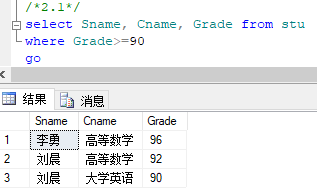 /*2.1*/
select Sname, Cname, Grade from stu
where Grade>=90
go
结果 消息
Sname Cname Grade
1 李勇 高等数学 96
2 刘晨 高等数学 92
3 刘晨 大学英语 90